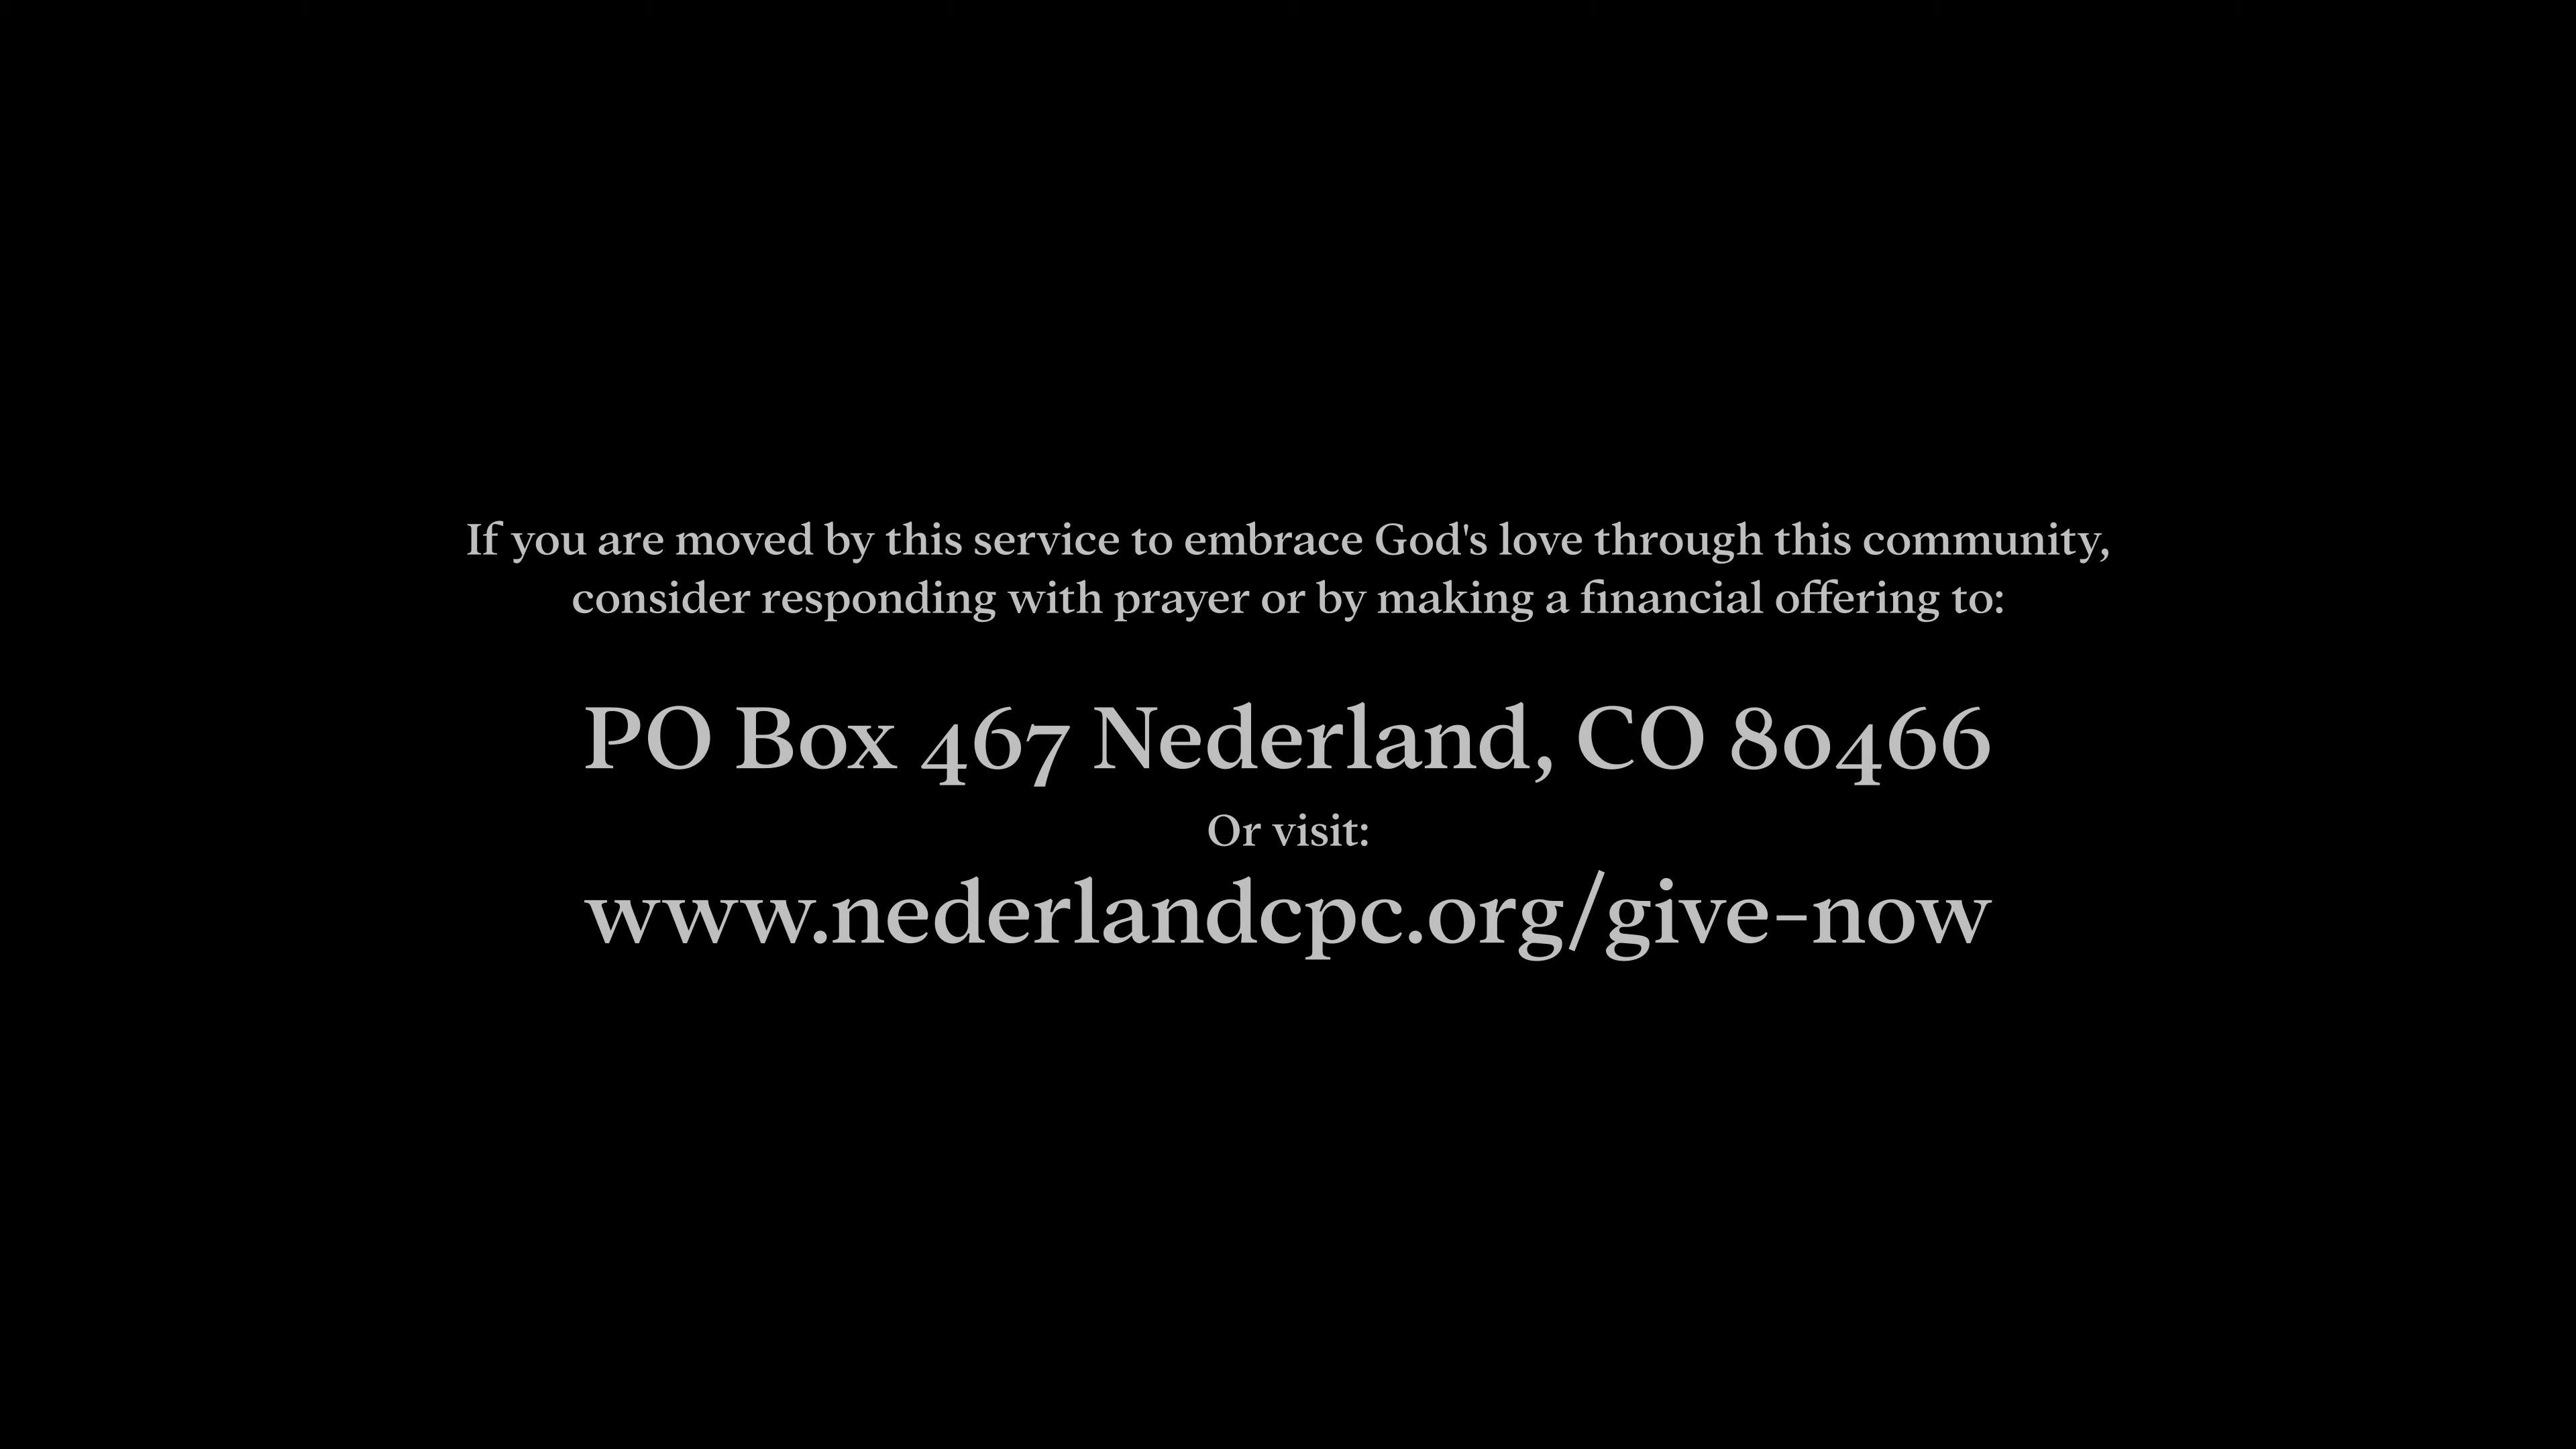 If you are moved by this service to embrace God's love through this community,
consider responding with prayer or by making a financial offering to:
PO Box 467 Nederland, CO 80466
Or visit:
www.nederlandcpc.org/give-now